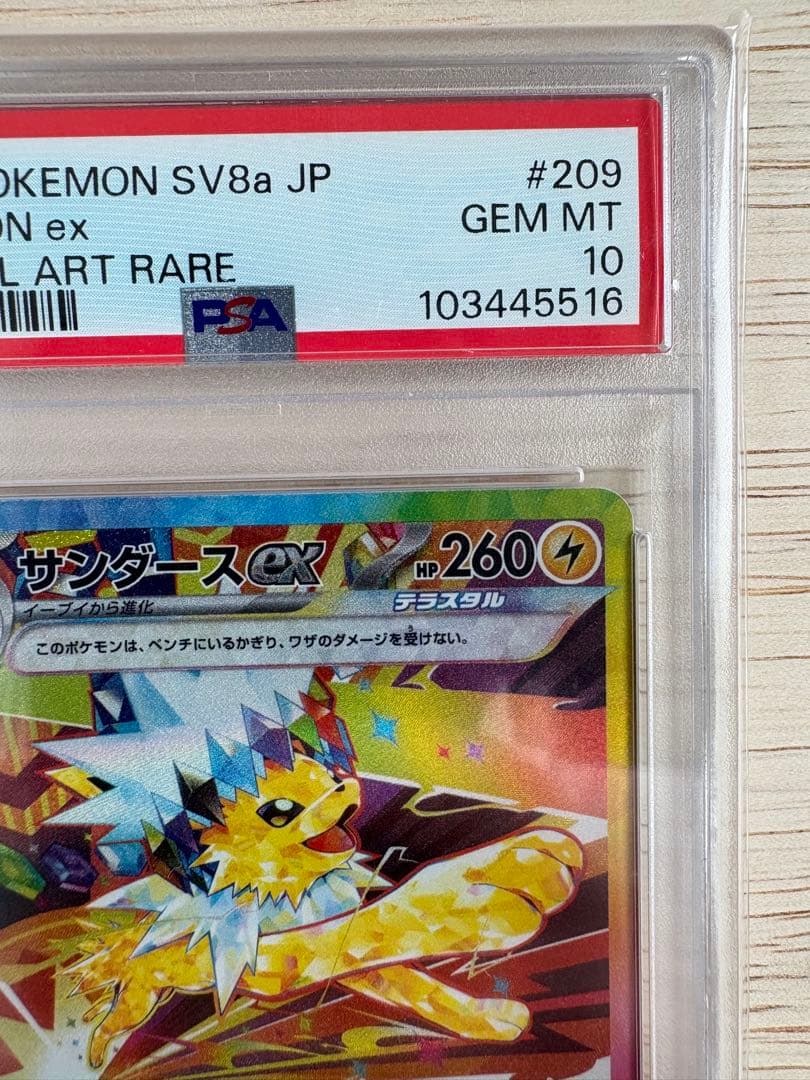 OKEMON SV8a JP #209
ON ex GEM MT
L ART RARE 10
PSA 103445516
サンダースex HP260
イーブイから進化 テラスタル
このポケモンは、ベンチにいるかぎり、ワザのダメージを受けない。